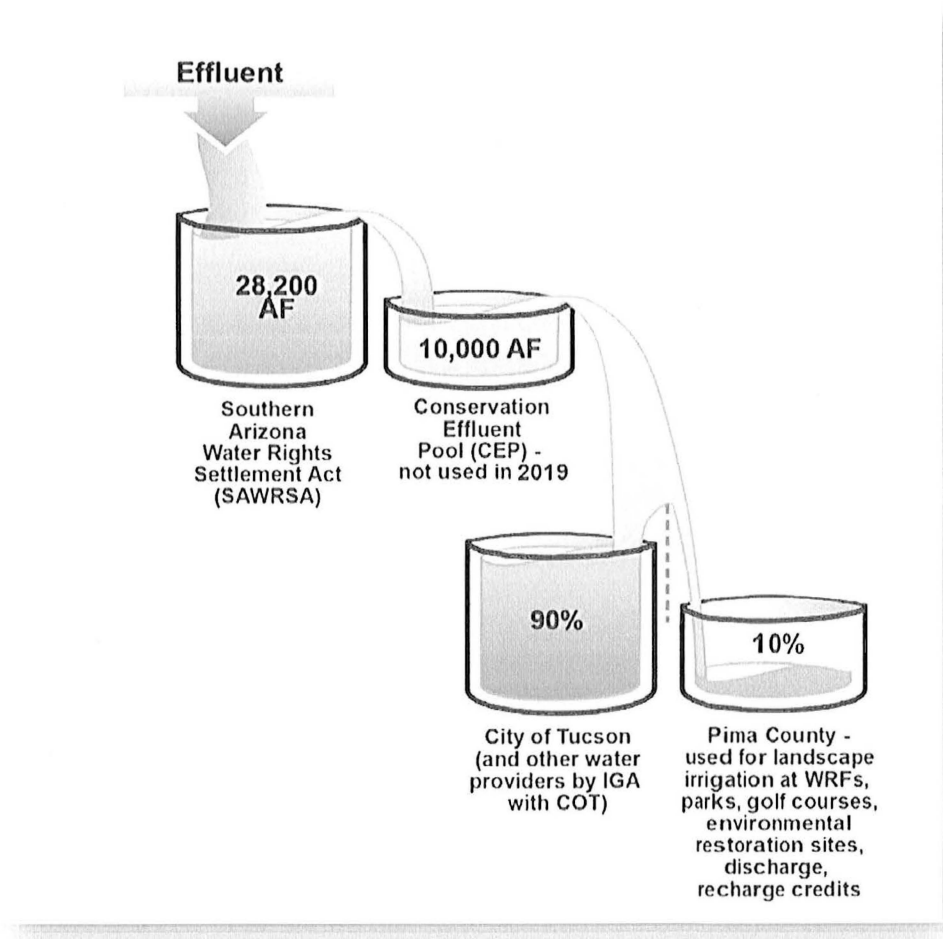 Effluent
28,200
AF
10,000 AF
Southern
Arizona
Water Rights
Settlement Act
(SAWRSA)
Conservation
Effluent
Pool (CEP) -
not used in 2019
90%
10%
City of Tucson
(and other water
providers by IGA
with COT)
Pima County -
used for landscape
irrigation at WRFs,
parks, golf courses,
environmental
restoration sites,
discharge,
recharge credits